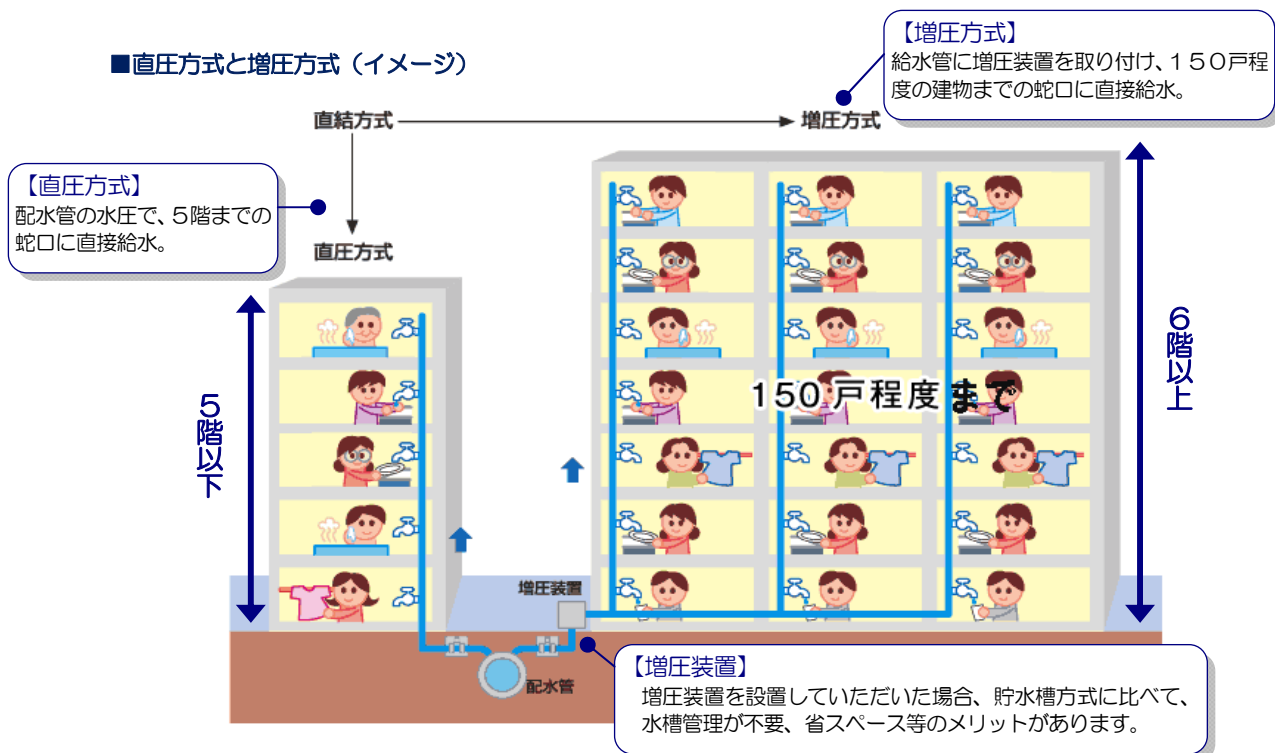 ■直圧方式と増圧方式（イメージ）
【増圧方式】
給水管に増圧装置を取り付け、１５０戸程
度の建物までの蛇口に直接給水。
直結方式
増圧方式
【直圧方式】
配水管の水圧で、５階までの
蛇口に直接給水。
直圧方式
５階以下
150戸程度まで
６階以上
増圧装置
配水管
【増圧装置】
増圧装置を設置していただいた場合、貯水槽方式に比べて、
水槽管理が不要、省スペース等のメリットがあります。